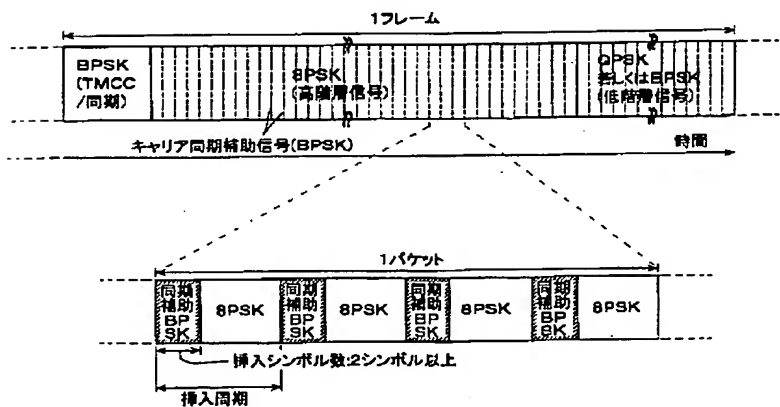 1フレーム
BPSK
(TMCC
/同期)
8PSK
(高階層信号)
QPSK
若しくはBPSK
(低階層信号)
キャリア同期補助信号(BPSK)
時間
1パケット
同期
補助
BP
SK
8PSK
同期
補助
BP
SK
8PSK
同期
補助
BP
SK
8PSK
同期
補助
BP
SK
8PSK
挿入シンボル数:2シンボル以上
挿入周期